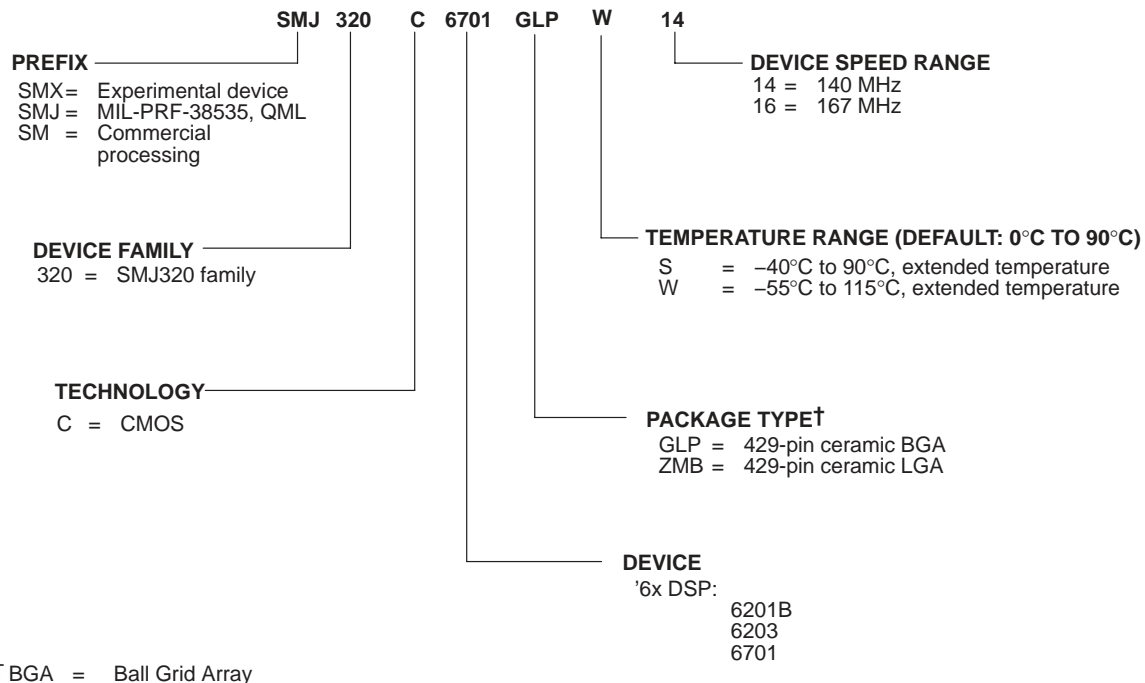 SMJ 320 C 6701 GLP W 14
PREFIX
SMX = Experimental device
SMJ = MIL-PRF-38535, QML
SM = Commercial
processing
DEVICE SPEED RANGE
14 = 140 MHz
16 = 167 MHz
DEVICE FAMILY
320 = SMJ320 family
TEMPERATURE RANGE (DEFAULT: 0°C TO 90°C)
S = –40°C to 90°C, extended temperature
W = –55°C to 115°C, extended temperature
TECHNOLOGY
C = CMOS
PACKAGE TYPE†
GLP = 429-pin ceramic BGA
ZMB = 429-pin ceramic LGA
DEVICE
’6x DSP:
6201B
6203
6701
† BGA = Ball Grid Array